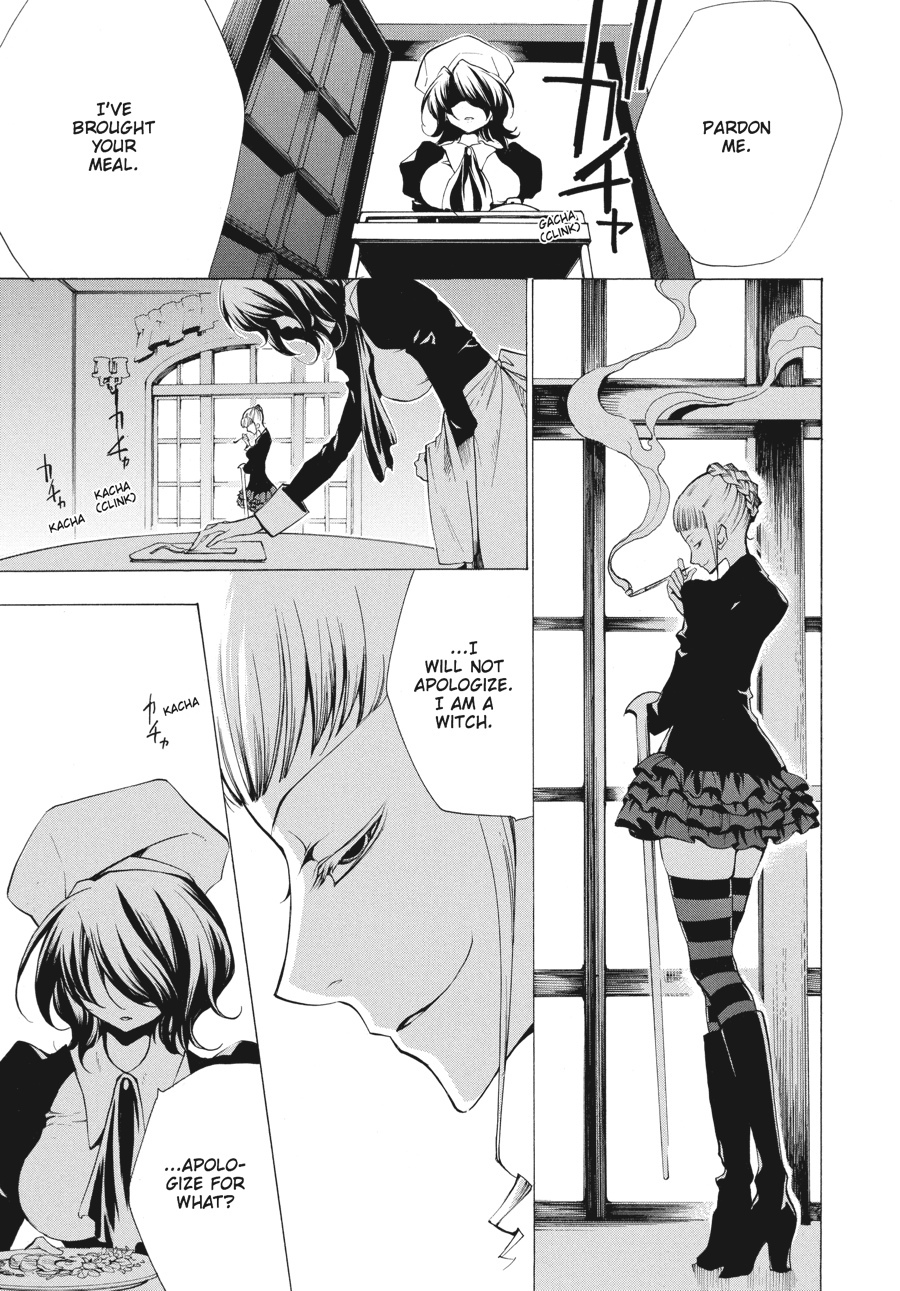 PARDON
ME.
ガチャ
GACHA
(CLINK)
I'VE
BROUGHT
YOUR
MEAL.
カチャ
KACHA
(CLINK)
カチャ
KACHA
...I
WILL NOT
APOLOGIZE.
I AM A
WITCH.
カチャ
KACHA
...APOLO-
GIZE FOR
WHAT?